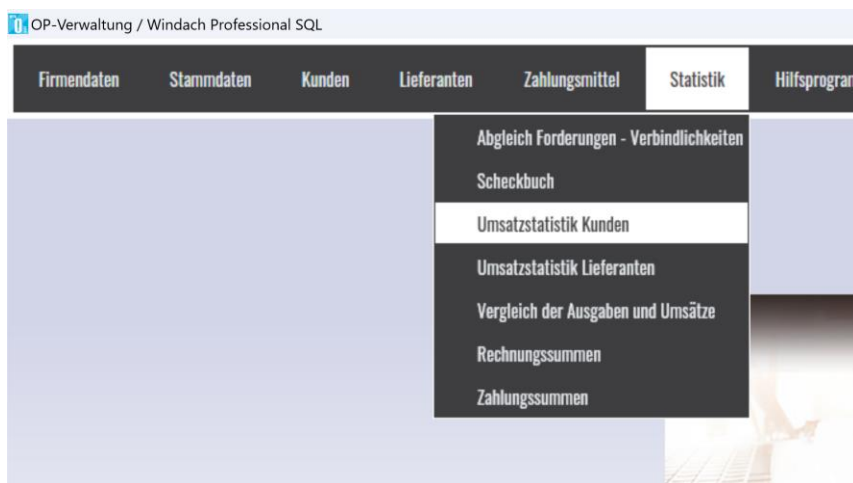 OP-Verwaltung / Windach Professional SQL
Firmendaten Stammdaten Kunden Lieferanten Zahlungsmittel Statistik
Abgleich Forderungen - Verbindlichkeiten
Scheckbuch
Umsatzstatistik Kunden
Umsatzstatistik Lieferanten
Vergleich der Ausgaben und Umsätze
Rechnungssummen
Zahlungssummen